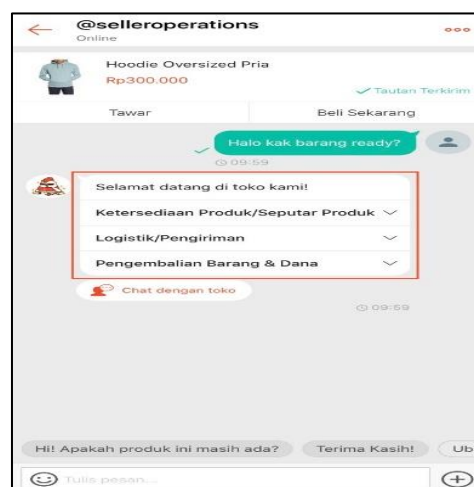 @selleroperations
Online
Hoodie Oversized Pria
Rp300.000
Tautan Terkirim
Tawar
Beli Sekarang
Halo kak barang ready?
09:59
Selamat datang di toko kami!
Ketersediaan Produk/Seputar Produk
Logistik/Pengiriman
Pengembalian Barang & Dana
Chat dengan toko
09:59
Hi! Apakah produk ini masih ada?
Terima Kasih!
Ub
Tulis pesan...